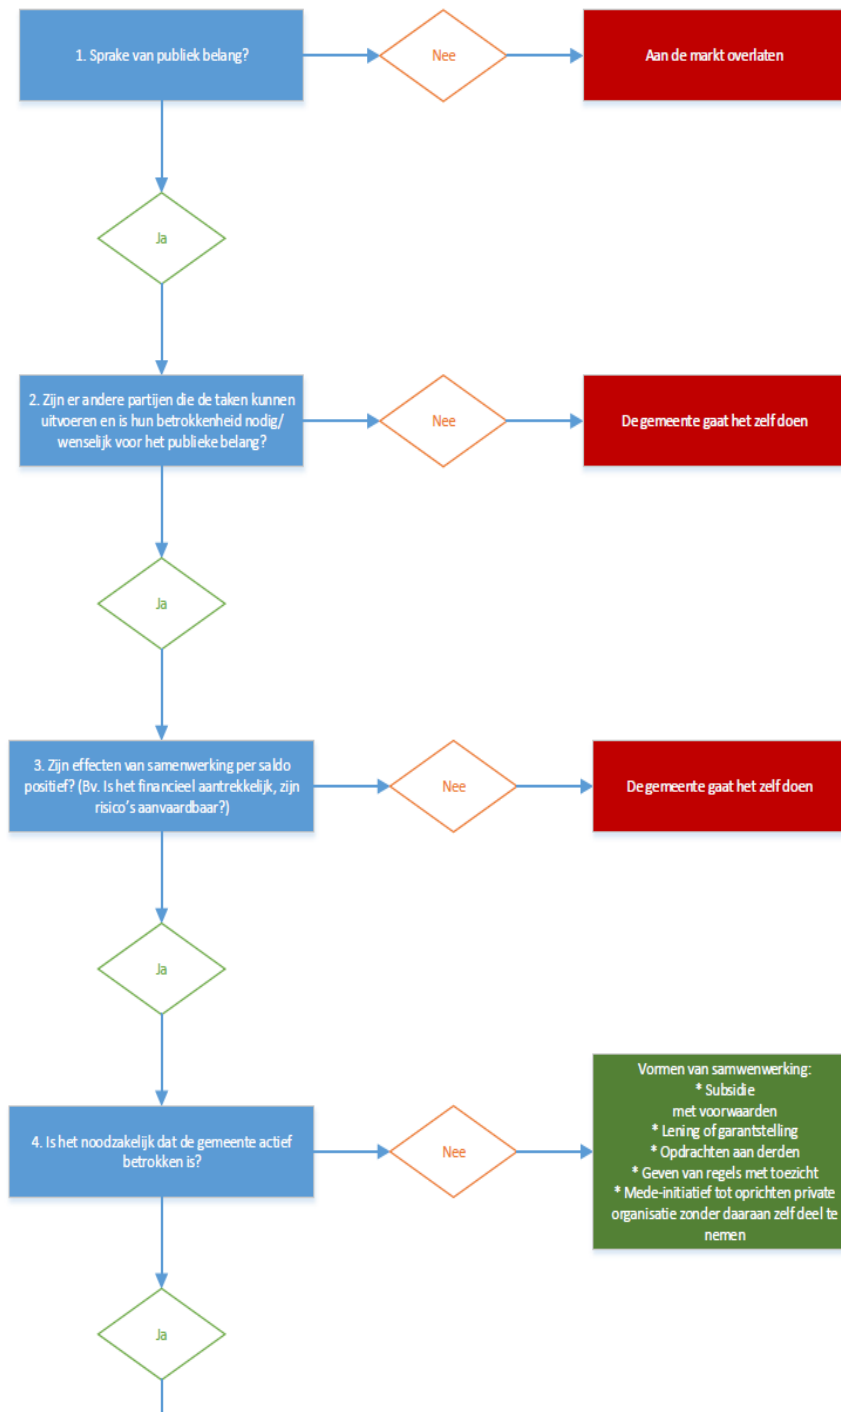 1. Sprake van publiek belang?
Nee
Aan de markt overlaten
Ja
2. Zijn er andere partijen die de taken kunnen
uitvoeren en is hun betrokkenheid nodig/
wenselijk voor het publieke belang?
Nee
De gemeente gaat het zelf doen
Ja
3. Zijn effecten van samenwerking per saldo
positief? (Bv. Is het financieel aantrekkelijk, zijn
risico's aanvaardbaar?)
Nee
De gemeente gaat het zelf doen
Ja
4. Is het noodzakelijk dat de gemeente actief
betrokken is?
Nee
Vormen van samwenwerking:
* Subsidie
met voorwaarden
* Lening of garantstelling
* Opdrachten aan derden
* Geven van regels met toezicht
* Mede-initiatief tot oprichten private
organisatie zonder daaraan zelf deel te
nemen
Ja